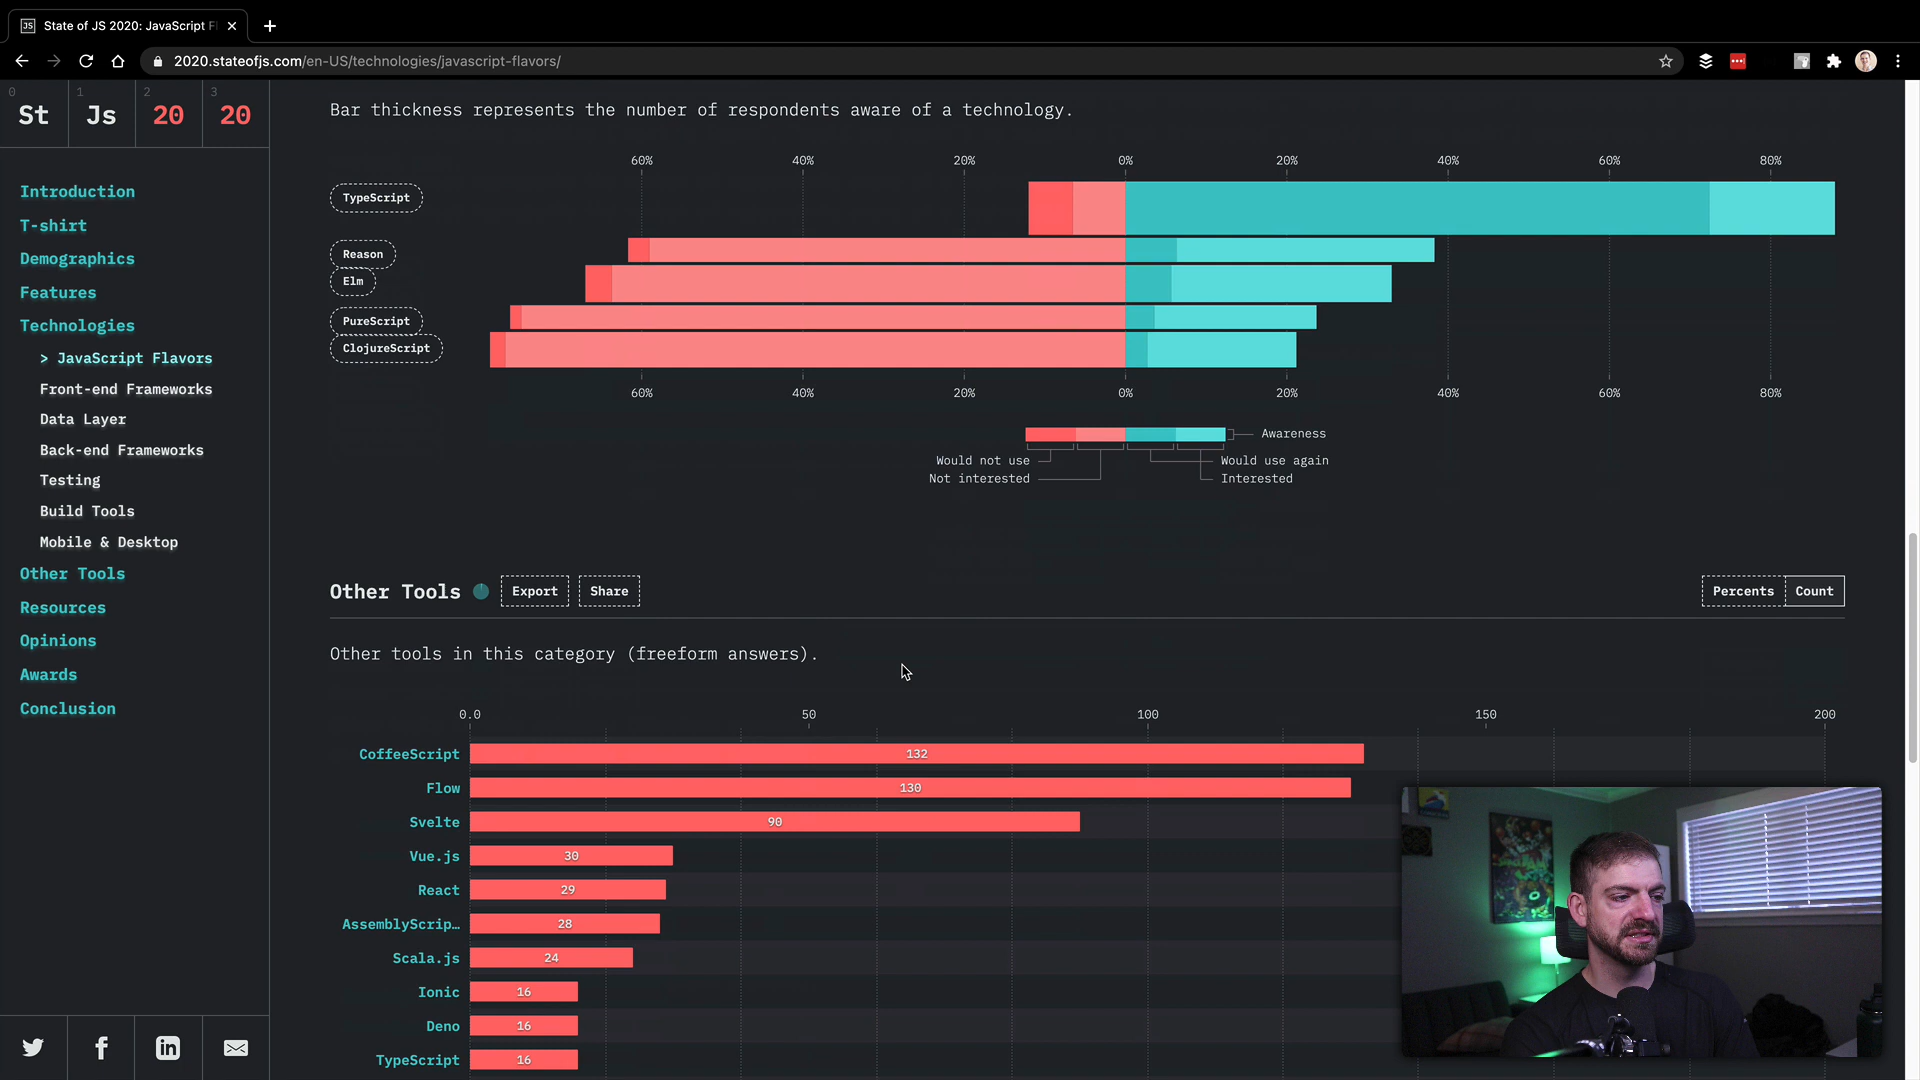 JS State of JS 2020: JavaScript F
2020.stateofjs.com/en-US/technologies/javascript-flavors/
0 1 2 3
St Js 20 20
Introduction
T-shirt
Demographics
Features
Technologies
> JavaScript Flavors
Front-end Frameworks
Data Layer
Back-end Frameworks
Testing
Build Tools
Mobile & Desktop
Other Tools
Resources
Opinions
Awards
Conclusion
Bar thickness represents the number of respondents aware of a technology.
60% 40% 20% 0% 20% 40% 60% 80%
TypeScript
Reason
Elm
PureScript
ClojureScript
60% 40% 20% 0% 20% 40% 60% 80%
Awareness
Would not use Would use again
Not interested Interested
Other Tools Export Share Percents Count
Other tools in this category (freeform answers).
0.0 50 100 150 200
CoffeeScript 132
Flow 130
Svelte 90
Vue.js 30
React 29
AssemblyScrip… 28
Scala.js 24
Ionic 16
Deno 16
TypeScript 16